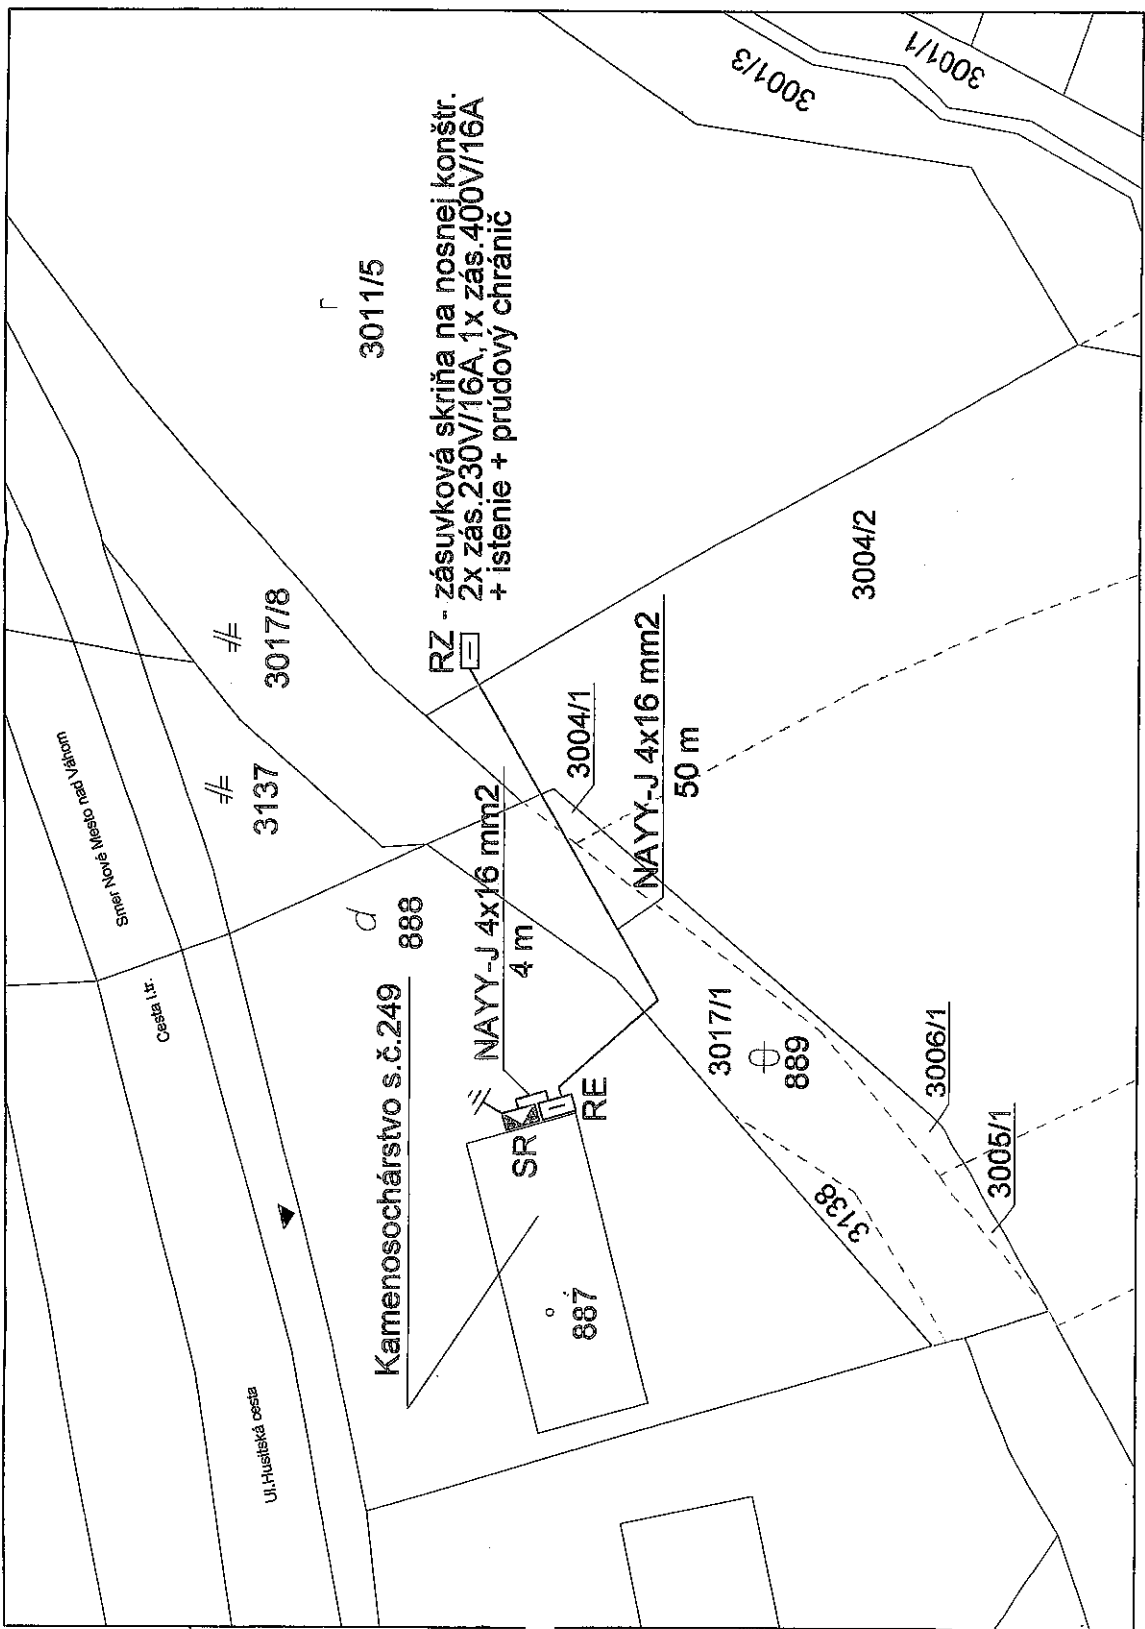 Smer Nové Mesto nad Váhom
Cesta I.tr.
Ul.Husitská cesta
3137
3017/8
3011/5
3001/3
3001/1
Kamenosochárstvo s.č.249
d
888
RZ - zásuvková skriňa na nosnej konštr.
2x zás.230V/16A,1x zás.400V/16A
+ istenie + prúdový chránič
NAYY-J 4x16 mm2
4 m
SR
RE
887
3004/1
NAYY-J 4x16 mm2
50 m
3004/2
3017/1
889
3138
3006/1
3005/1